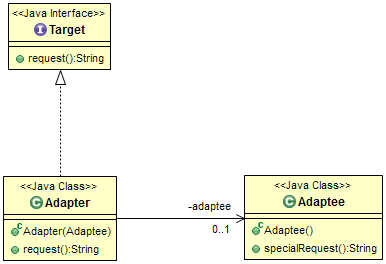 <<Java Interface>>
I Target
request():String
<<Java Class>>
C Adapter
C Adapter(Adaptee)
request():String
-adaptee
0..1
<<Java Class>>
C Adaptee
C Adaptee()
specialRequest():String